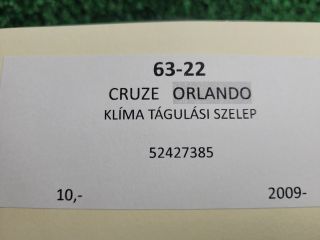 63-22
CRUZE ORLANDO
KLÍMA TÁGULÁSI SZELEP
52427385
10,- 2009-